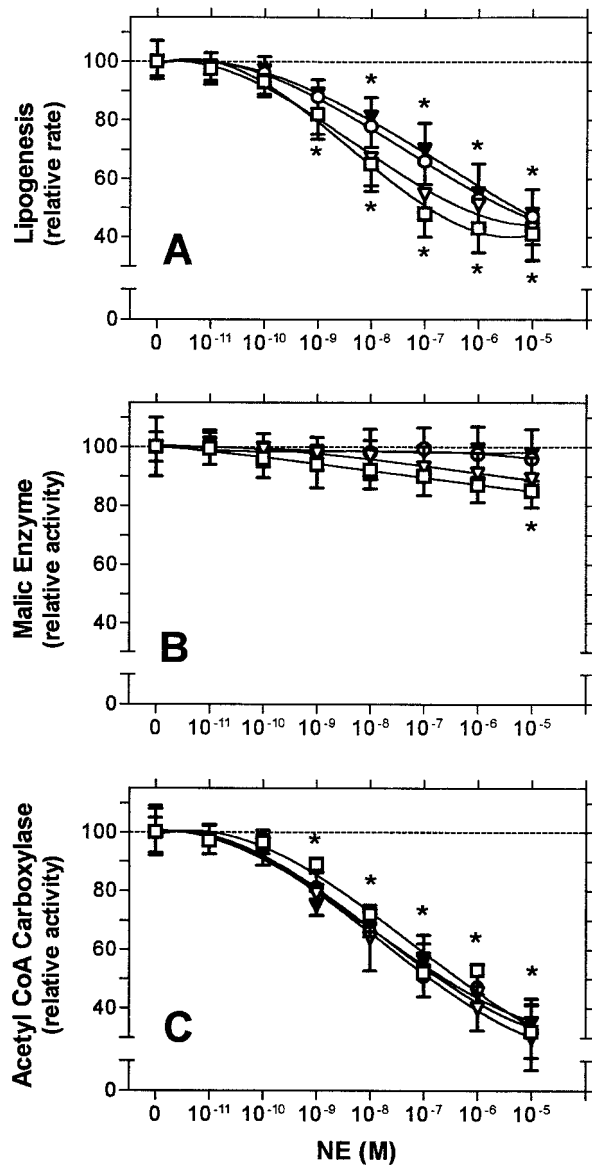 Lipogenesis
(relative rate)
100
80
60
40
0
A
* * * * *
* * * *
0 10⁻¹¹ 10⁻¹⁰ 10⁻⁹ 10⁻⁸ 10⁻⁷ 10⁻⁶ 10⁻⁵
Malic Enzyme
(relative activity)
100
80
60
40
0
B
*
0 10⁻¹¹ 10⁻¹⁰ 10⁻⁹ 10⁻⁸ 10⁻⁷ 10⁻⁶ 10⁻⁵
Acetyl CoA Carboxylase
(relative activity)
100
80
60
40
0
C
* * * * *
0 10⁻¹¹ 10⁻¹⁰ 10⁻⁹ 10⁻⁸ 10⁻⁷ 10⁻⁶ 10⁻⁵
NE (M)